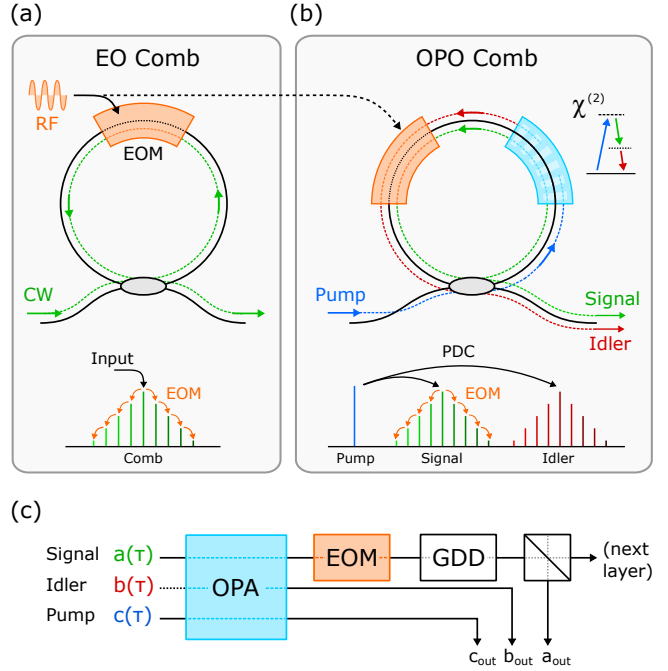 (a)
EO Comb
RF
EOM
CW
Input
EOM
Comb
(b)
OPO Comb
χ(2)
Pump
Signal
Idler
PDC
EOM
Pump
Signal
Idler
(c)
Signal a(τ)
Idler b(τ)
Pump c(τ)
OPA
EOM
GDD
(next
layer)
cout bout aout